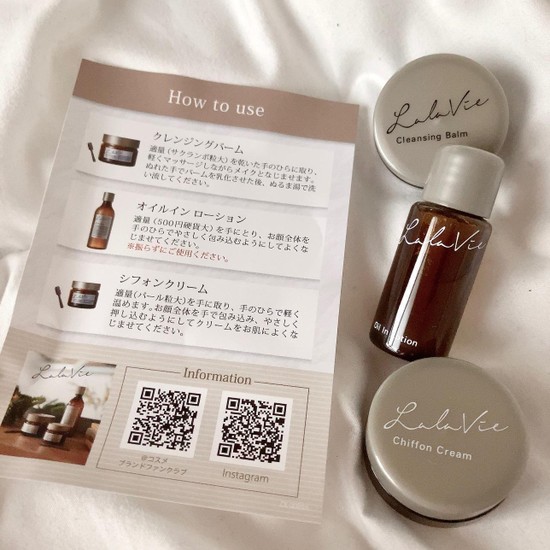 How to use
クレンジングバーム
適量(サクランボ粒大)を乾いた手のひらに取り、
軽くマッサージしながらメイクとなじませます。
ぬれた手でバームを乳化させた後、ぬるま湯で洗
い流してください。
オイルイン ローション
適量(500円硬貨大)を手にとり、お顔全体を
手のひらでやさしく包み込むようにしてよくな
じませてください。
※振らずにご使用ください。
シフォンクリーム
適量(パール粒大)を手に取り、手のひらで軽く
温めます。お顔全体を手で包み込み、やさしく
押し込むようにしてクリームをお肌によくな
じませてください。
LaLaVie
Information
@コスメ
ブランドファンクラブ
Instagram
LaLaVie
Cleansing Balm
LaLaVie
Oil in Lotion
LaLaVie
Chiffon Cream